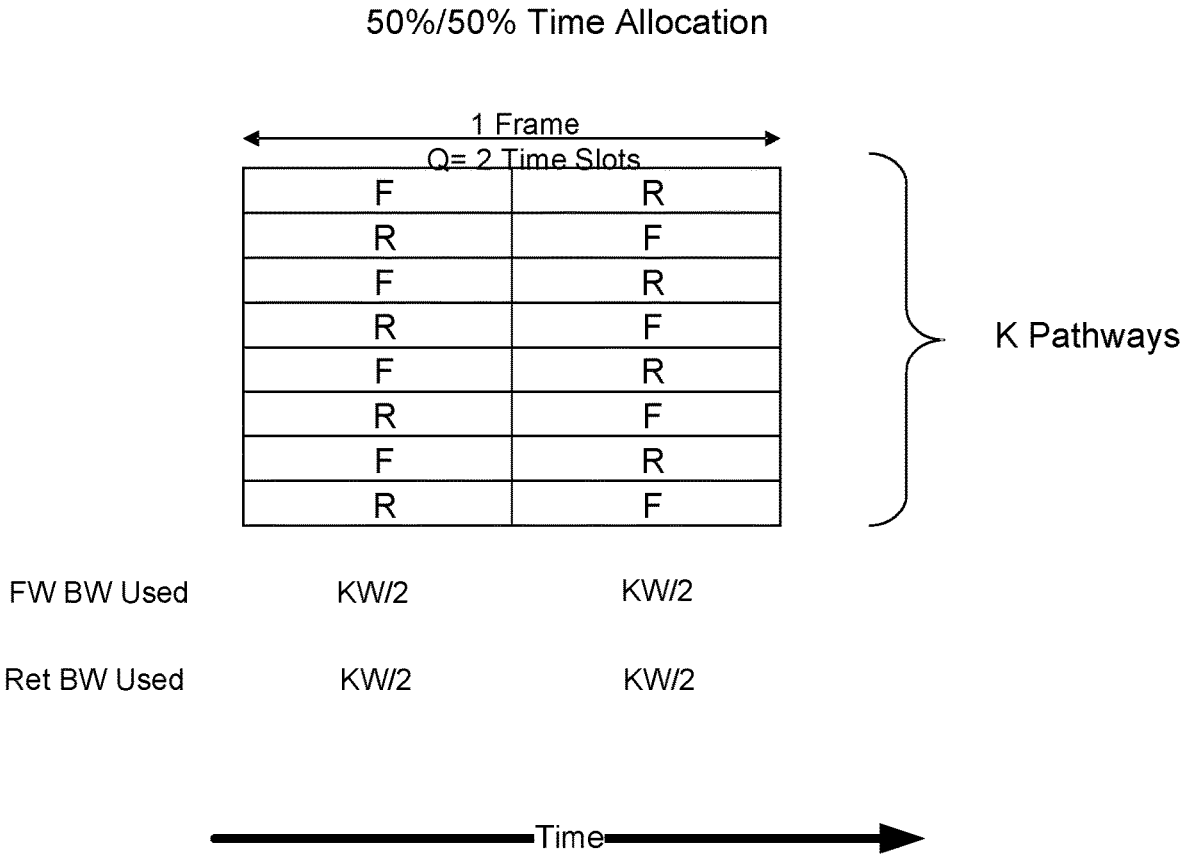 50%/50% Time Allocation
1 Frame
Q= 2 Time Slots
F R
R F
F R
R F
F R
R F
F R
R F
K Pathways
FW BW Used KW/2 KW/2
Ret BW Used KW/2 KW/2
Time